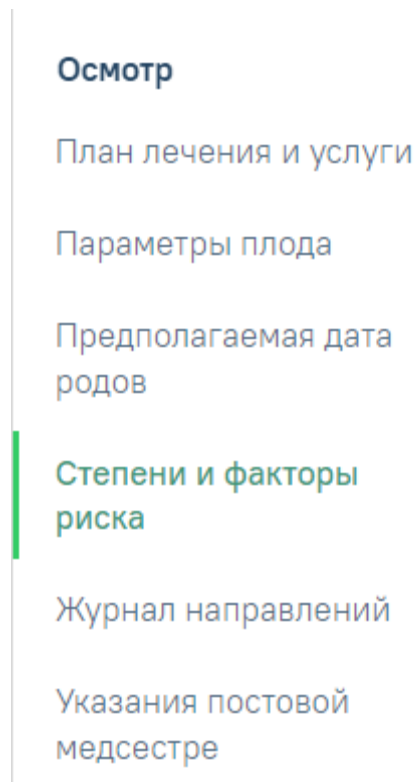 Осмотр
План лечения и услуги
Параметры плода
Предполагаемая дата
родов
Степени и факторы
риска
Журнал направлений
Указания постовой
медсестре